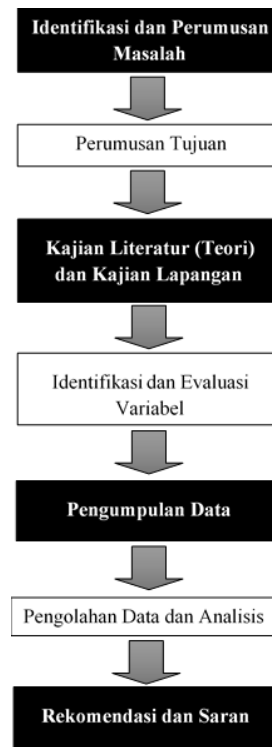 Identifikasi dan Perumusan
Masalah
Perumusan Tujuan
Kajian Literatur (Teori)
dan Kajian Lapangan
Identifikasi dan Evaluasi
Variabel
Pengumpulan Data
Pengolahan Data dan Analisis
Rekomendasi dan Saran